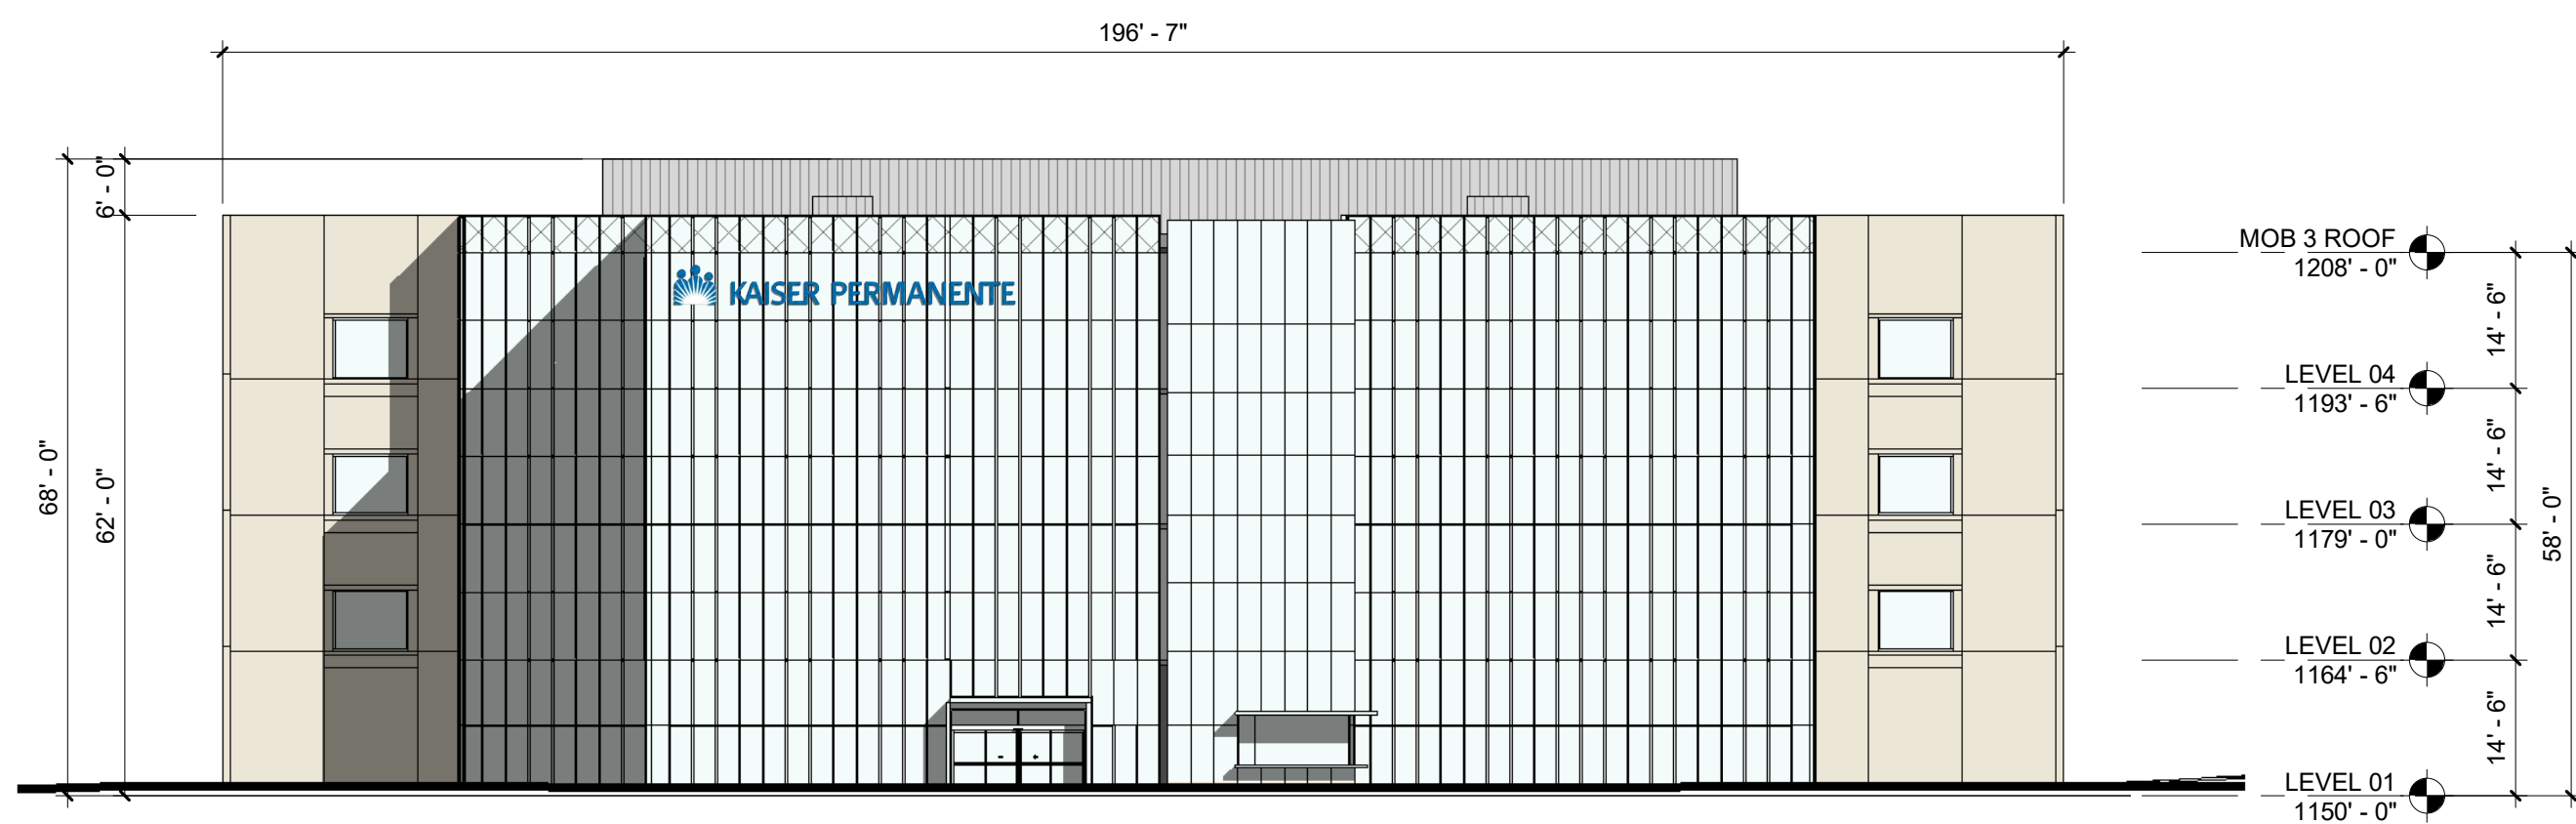 196' - 7"
6' - 0"
68' - 0"
62' - 0"
KAISER PERMANENTE
MOB 3 ROOF
1208' - 0"
14' - 6"
LEVEL 04
1193' - 6"
14' - 6"
LEVEL 03
1179' - 0"
58' - 0"
14' - 6"
LEVEL 02
1164' - 6"
14' - 6"
LEVEL 01
1150' - 0"